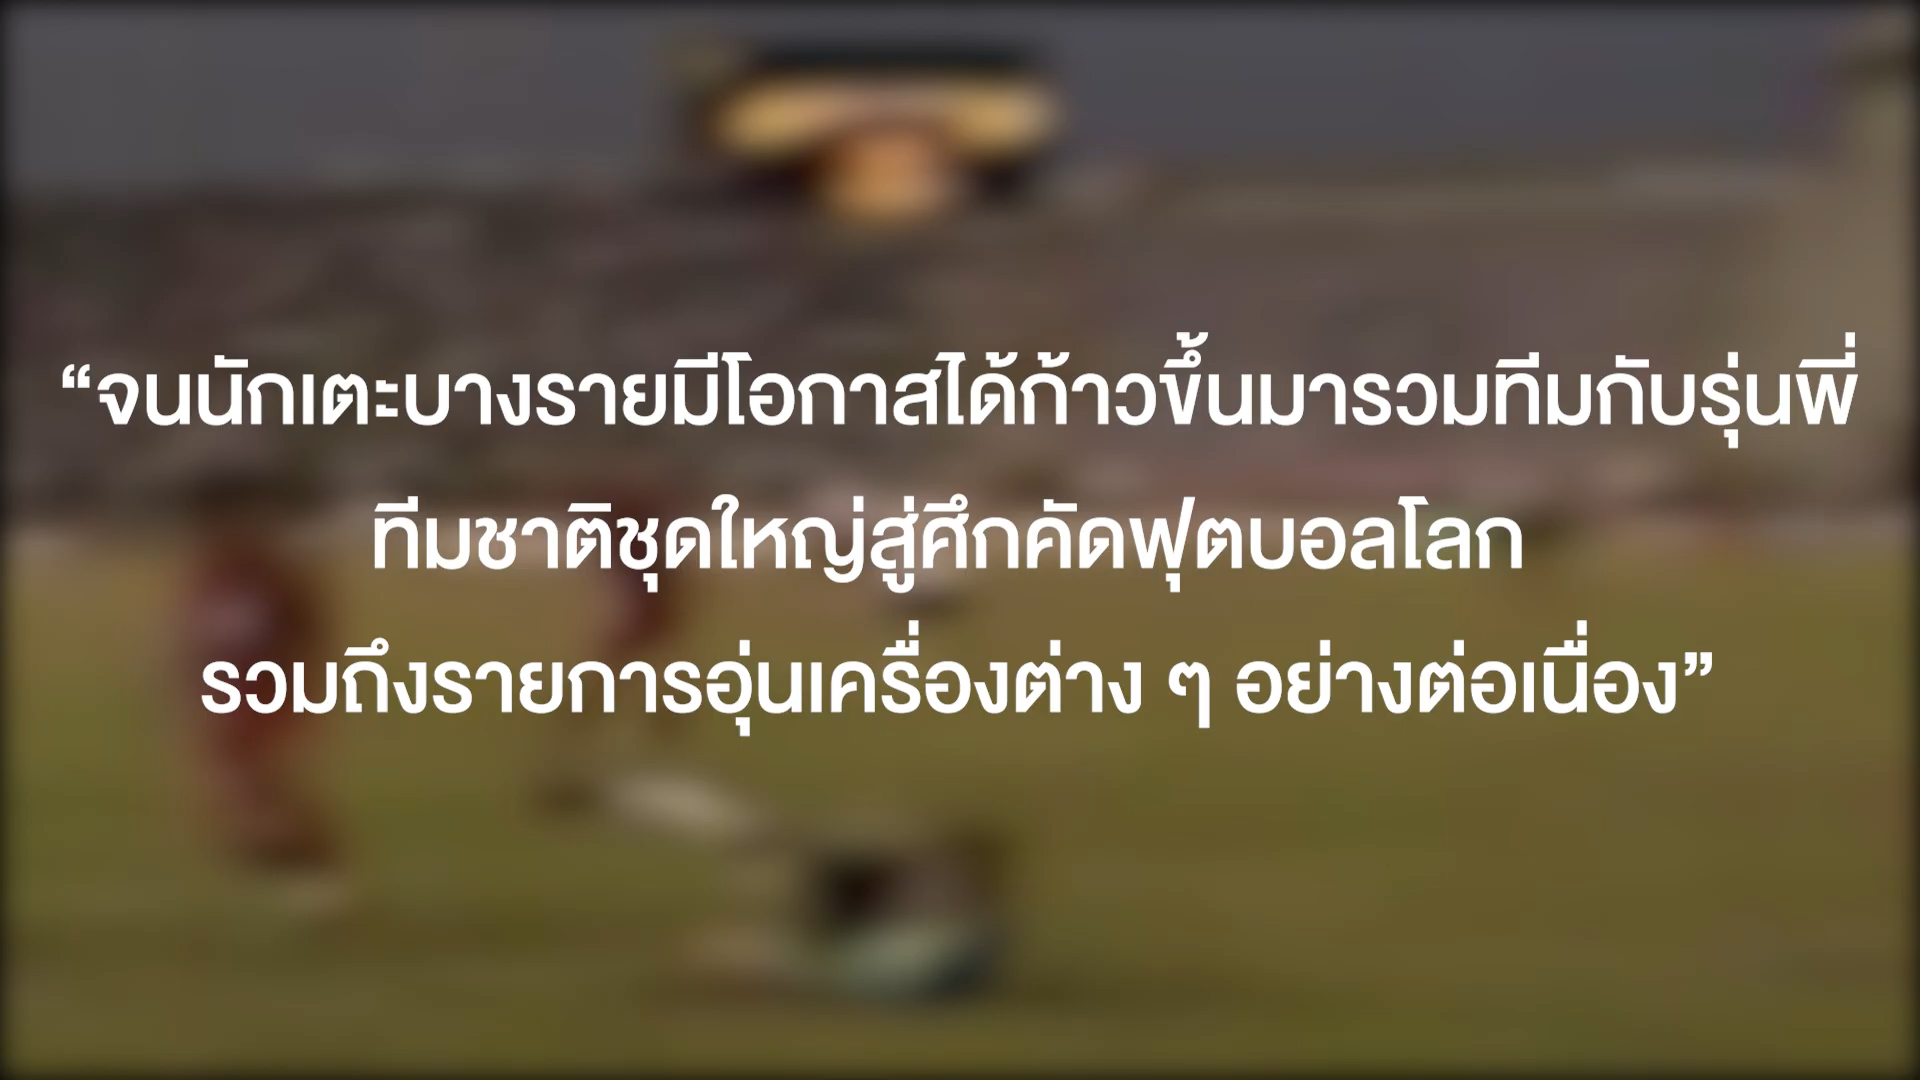 “จนนักเตะบางรายมีโอกาสได้ก้าวขึ้นมารวมทีมกับรุ่นพี่
ทีมชาติชุดใหญ่สู่ศึกคัดฟุตบอลโลก
รวมถึงรายการอุ่นเครื่องต่าง ๆ อย่างต่อเนื่อง”